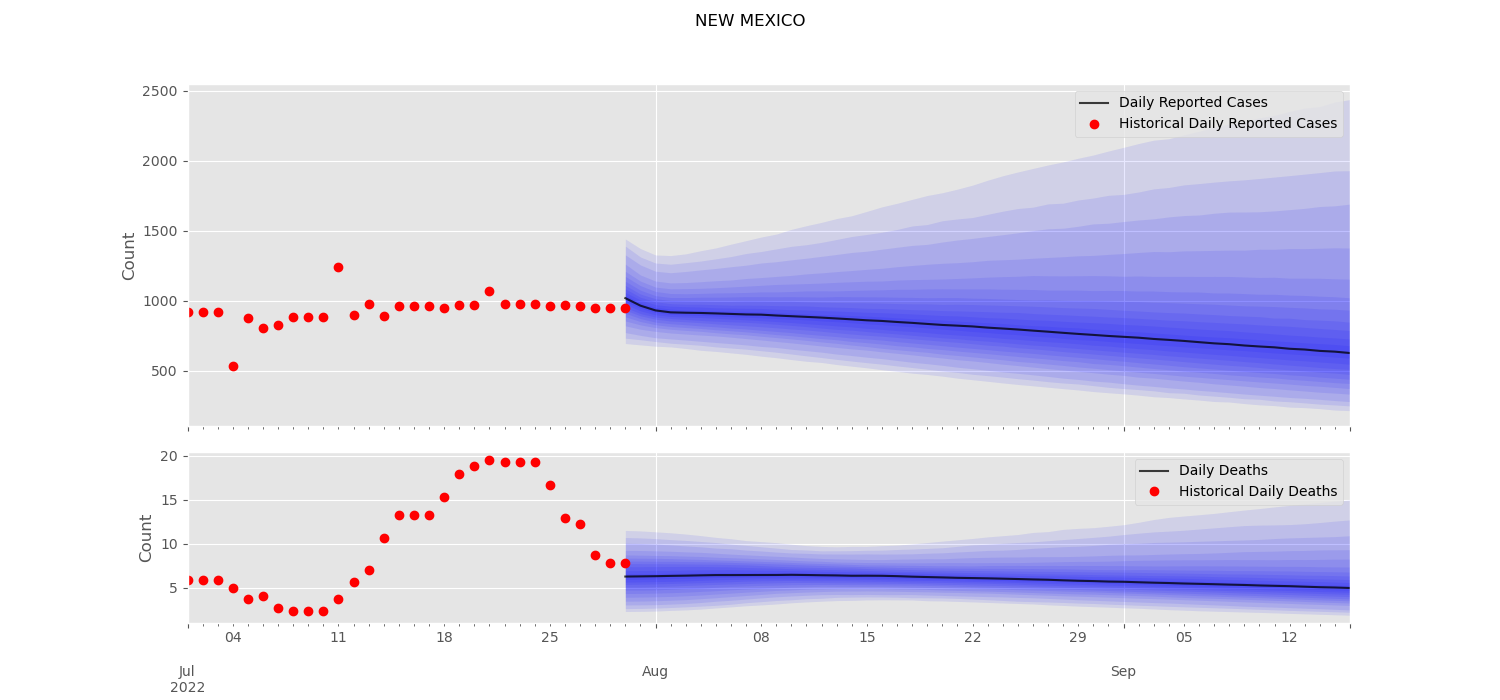 NEW MEXICO
2500
2000
1500
1000
500
Count
Daily Reported Cases
Historical Daily Reported Cases
20
15
10
5
Count
Daily Deaths
Historical Daily Deaths
04 11 18 25 08 15 22 29 05 12
Jul Aug Sep
2022